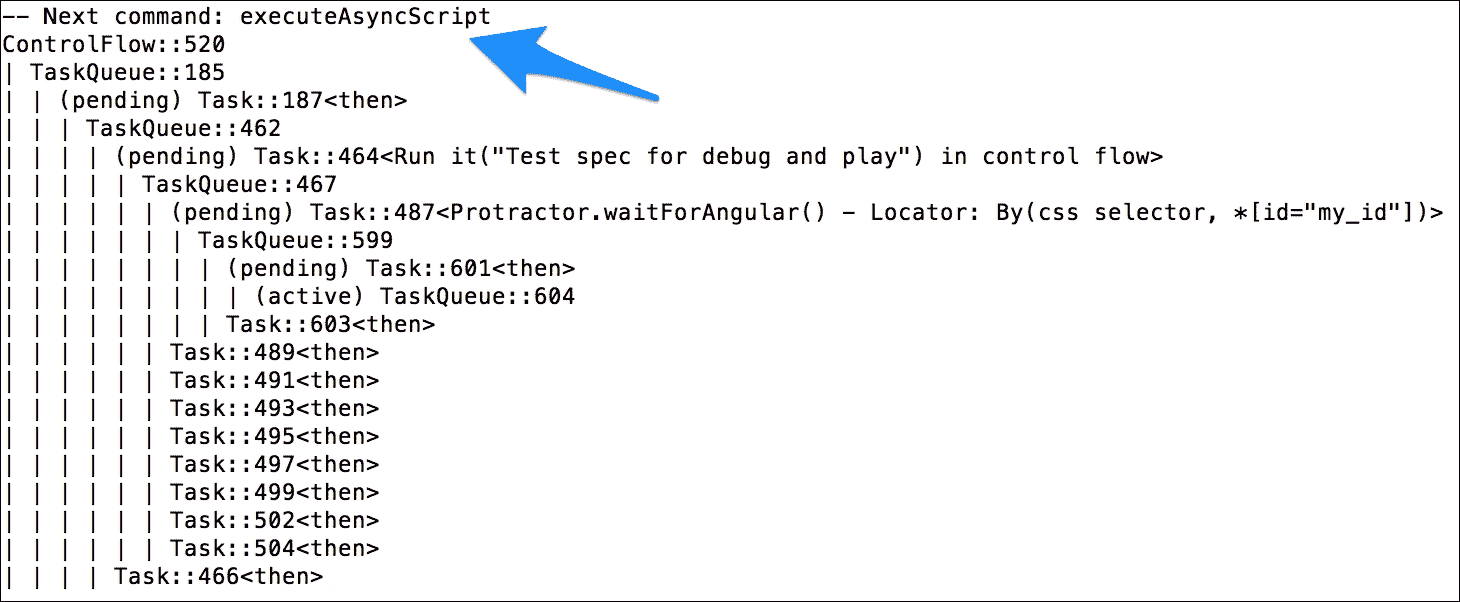 -- Next command: executeAsyncScript
ControlFlow::520
| TaskQueue::185
| | (pending) Task::187<then>
| | | TaskQueue::462
| | | | (pending) Task::464<Run it("Test spec for debug and play") in control flow>
| | | | | TaskQueue::467
| | | | | | (pending) Task::487<Protractor.waitForAngular() - Locator: By(css selector, *[id="my_id"])>
| | | | | | | TaskQueue::599
| | | | | | | | (pending) Task::601<then>
| | | | | | | | | (active) TaskQueue::604
| | | | | | | | Task::603<then>
| | | | | | Task::489<then>
| | | | | | Task::491<then>
| | | | | | Task::493<then>
| | | | | | Task::495<then>
| | | | | | Task::497<then>
| | | | | | Task::499<then>
| | | | | | Task::502<then>
| | | | | | Task::504<then>
| | | | Task::466<then>